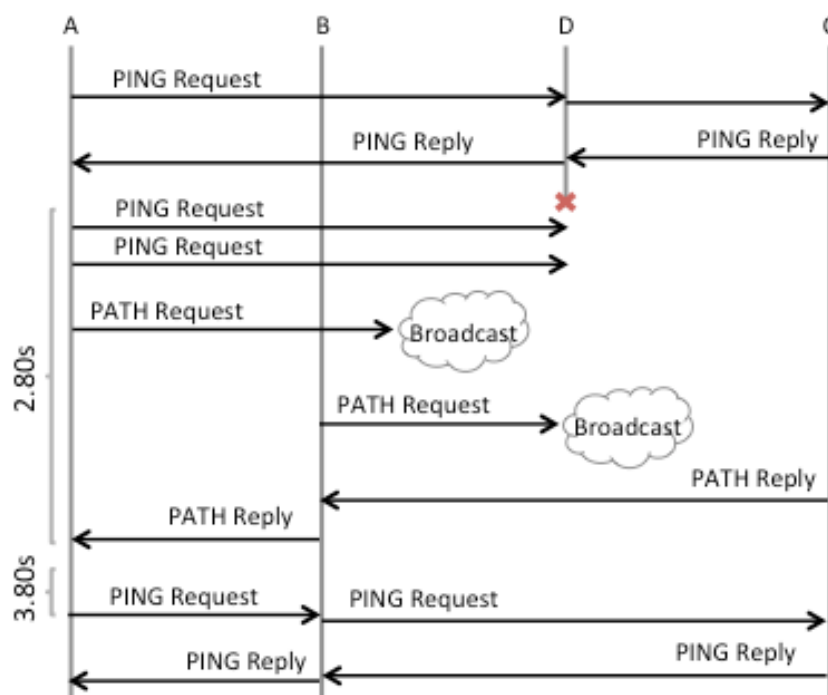 A B D
PING Request
PING Reply PING Reply
PING Request
PING Request
PATH Request
Broadcast
2.80s
PATH Request
Broadcast
PATH Reply
PATH Reply
3.80s
PING Request PING Request
PING Reply PING Reply